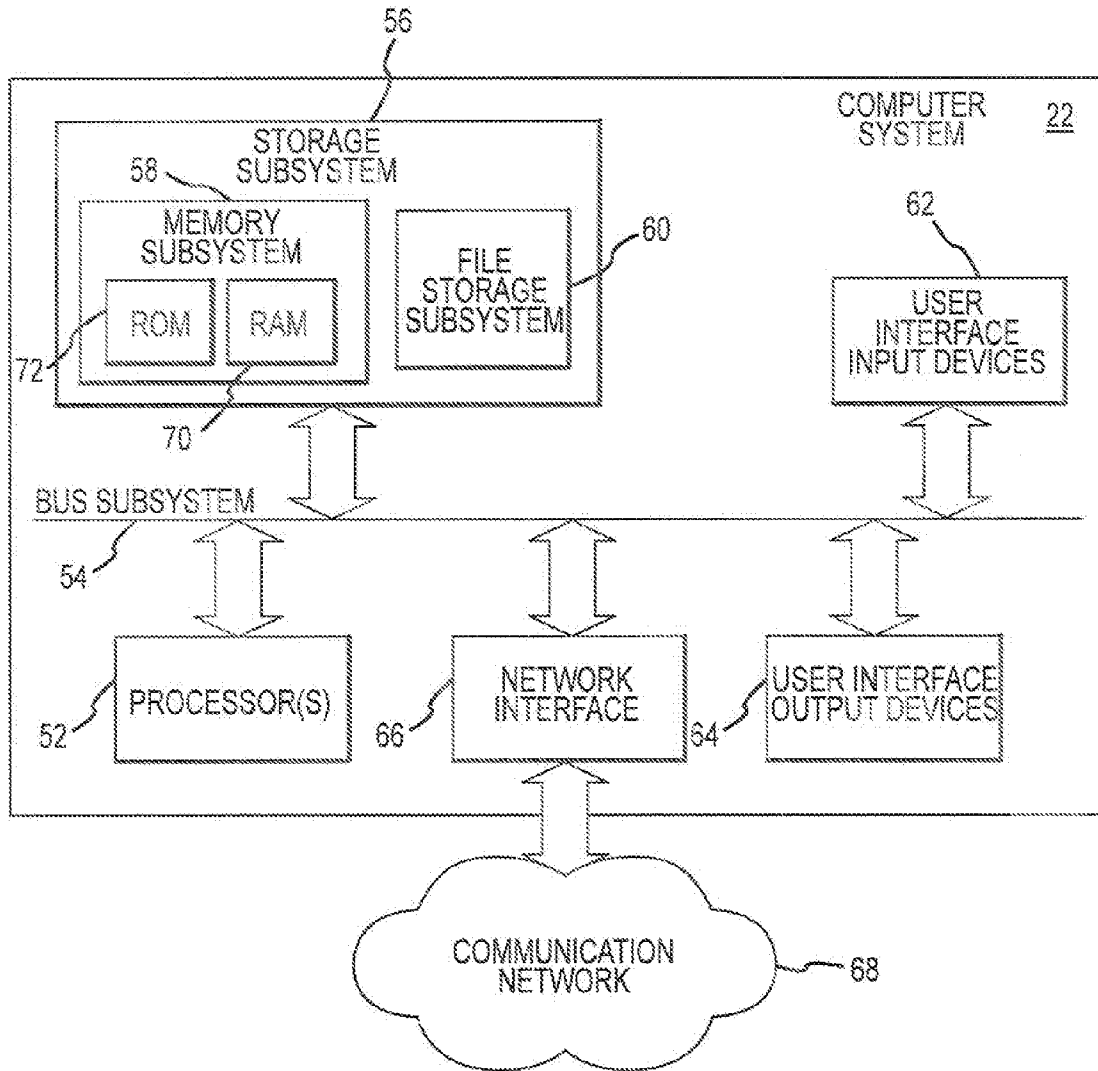 56
COMPUTER
SYSTEM
22
STORAGE
SUBSYSTEM
58
MEMORY
SUBSYSTEM
ROM
RAM
72
70
FILE
STORAGE
SUBSYSTEM
60
62
USER
INTERFACE
INPUT DEVICES
BUS SUBSYSTEM
54
PROCESSOR(S)
52
NETWORK
INTERFACE
66
USER INTERFACE
OUTPUT DEVICES
64
COMMUNICATION
NETWORK
68